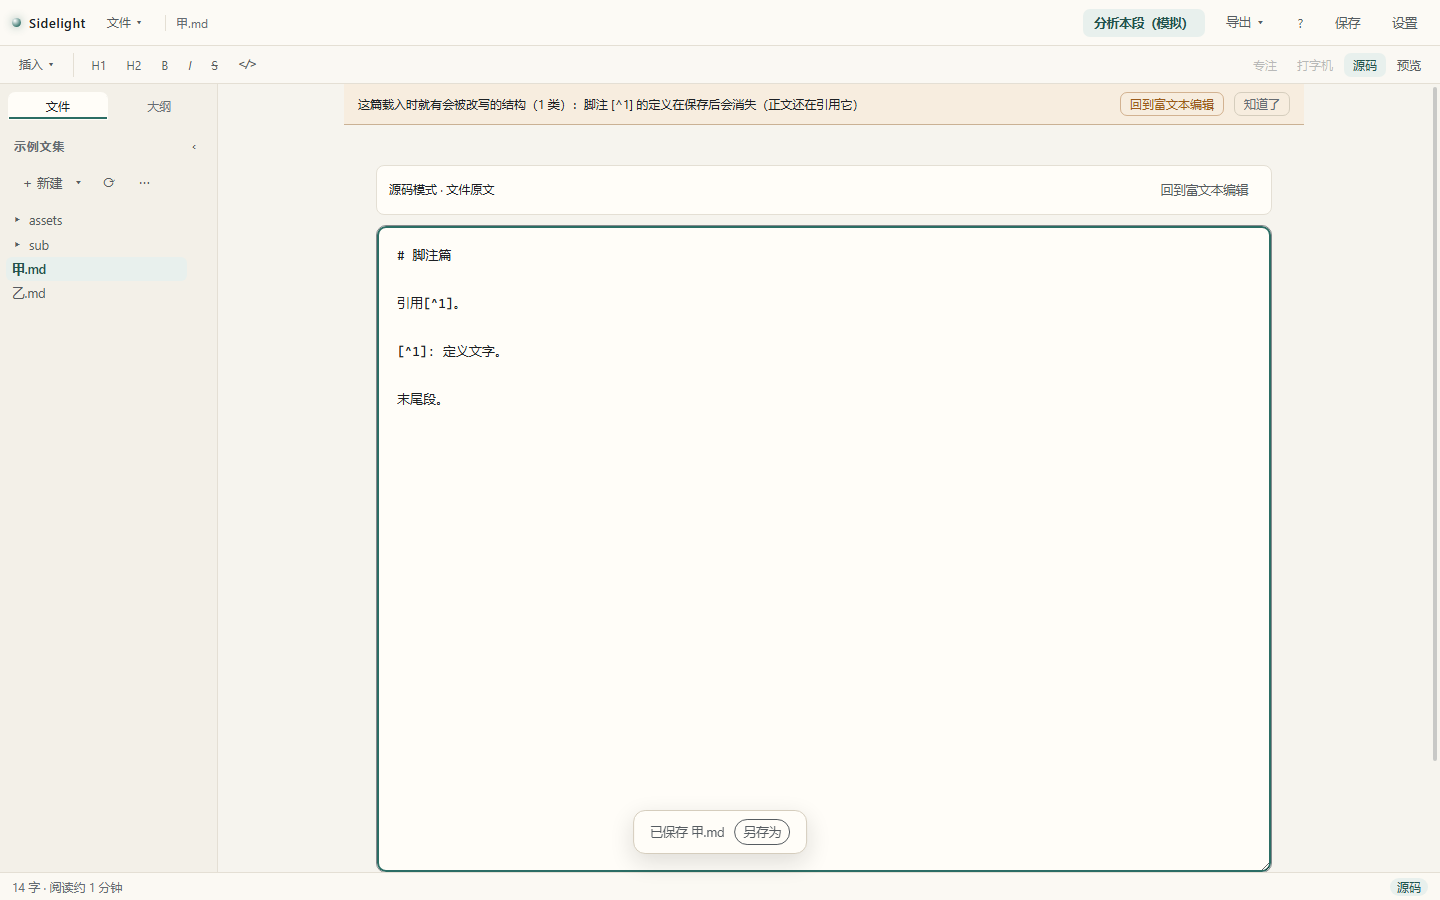 Sidelight 文件 甲.md 分析本段（模拟） 导出 ? 保存 设置
插入 H1 H2 B I S </> 专注 打字机 源码 预览
文件 大纲
示例文集
+ 新建 ...
assets
sub
甲.md
乙.md
这篇载入时就有会被改写的结构（1 类）：脚注 [^1] 的定义在保存后会消失（正文还在引用它） 回到富文本编辑 知道了
源码模式 · 文件原文 回到富文本编辑
# 脚注篇
引用[^1]。
[^1]: 定义文字。
末尾段。
已保存 甲.md 另存为
14 字 · 阅读约 1 分钟 源码